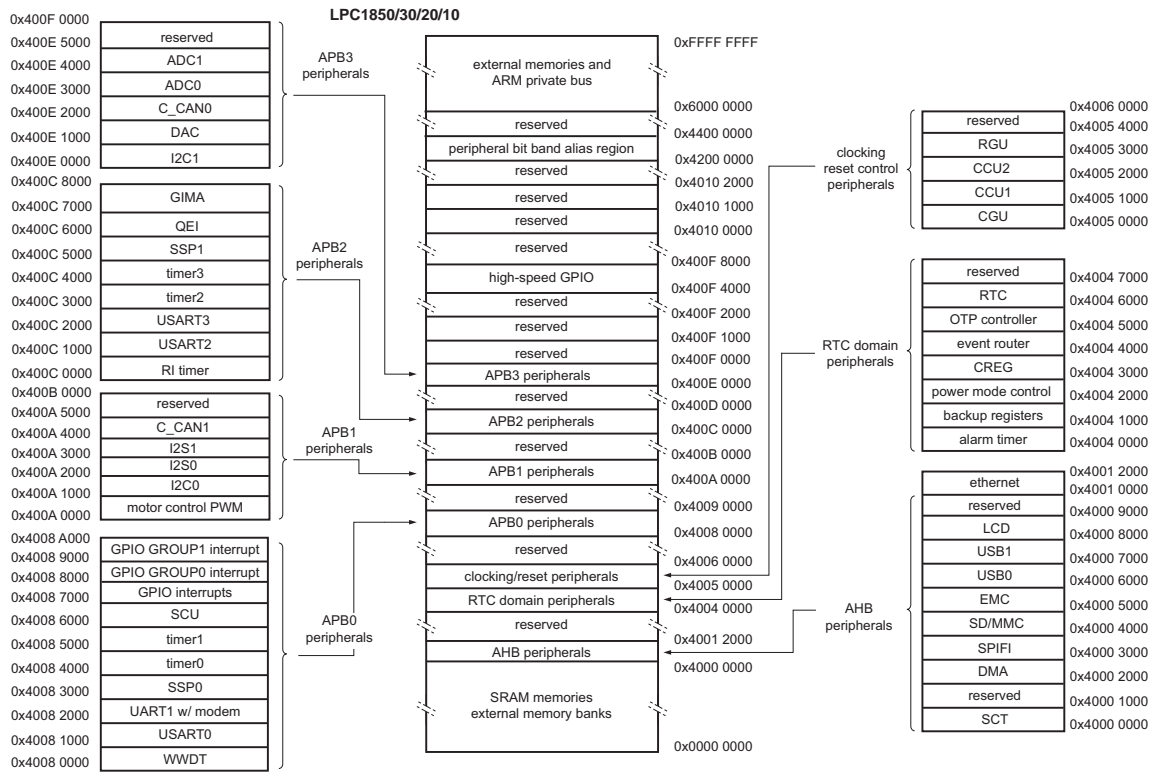 LPC1850/30/20/10
0x400F 0000
reserved
0x400E 5000
ADC1
0x400E 4000
ADC0
0x400E 3000
C_CAN0
0x400E 2000
DAC
0x400E 1000
I2C1
0x400E 0000
APB3
peripherals
0x400C 8000
GIMA
0x400C 7000
QEI
0x400C 6000
SSP1
0x400C 5000
timer3
0x400C 4000
timer2
0x400C 3000
USART3
0x400C 2000
USART2
0x400C 1000
RI timer
0x400C 0000
APB2
peripherals
0x400B 0000
reserved
0x400A 5000
C_CAN1
0x400A 4000
I2S1
0x400A 3000
I2S0
0x400A 2000
I2C0
0x400A 1000
motor control PWM
0x400A 0000
APB1
peripherals
0x4008 A000
GPIO GROUP1 interrupt
0x4008 9000
GPIO GROUP0 interrupt
0x4008 8000
GPIO interrupts
0x4008 7000
SCU
0x4008 6000
timer1
0x4008 5000
timer0
0x4008 4000
SSP0
0x4008 3000
UART1 w/ modem
0x4008 2000
USART0
0x4008 1000
WWDT
0x4008 0000
APB0
peripherals
0xFFFF FFFF
external memories and
ARM private bus
0x6000 0000
reserved
0x4400 0000
peripheral bit band alias region
0x4200 0000
reserved
0x4010 2000
reserved
0x4010 1000
reserved
0x4010 0000
reserved
0x400F 8000
high-speed GPIO
0x400F 4000
reserved
0x400F 2000
reserved
0x400F 1000
reserved
0x400F 0000
APB3 peripherals
0x400E 0000
reserved
0x400D 0000
APB2 peripherals
0x400C 0000
reserved
0x400B 0000
APB1 peripherals
0x400A 0000
reserved
0x4009 0000
APB0 peripherals
0x4008 0000
reserved
0x4006 0000
clocking/reset peripherals
0x4005 0000
RTC domain peripherals
0x4004 0000
reserved
0x4001 2000
AHB peripherals
0x4000 0000
SRAM memories
external memory banks
0x0000 0000
clocking
reset control
peripherals
0x4006 0000
reserved
0x4005 4000
RGU
0x4005 3000
CCU2
0x4005 2000
CCU1
0x4005 1000
CGU
0x4005 0000
RTC domain
peripherals
reserved
0x4004 7000
RTC
0x4004 6000
OTP controller
0x4004 5000
event router
0x4004 4000
CREG
0x4004 3000
power mode control
0x4004 2000
backup registers
0x4004 1000
alarm timer
0x4004 0000
AHB
peripherals
0x4001 2000
ethernet
0x4001 0000
reserved
0x4000 9000
LCD
0x4000 8000
USB1
0x4000 7000
USB0
0x4000 6000
EMC
0x4000 5000
SD/MMC
0x4000 4000
SPIFI
0x4000 3000
DMA
0x4000 2000
reserved
0x4000 1000
SCT
0x4000 0000